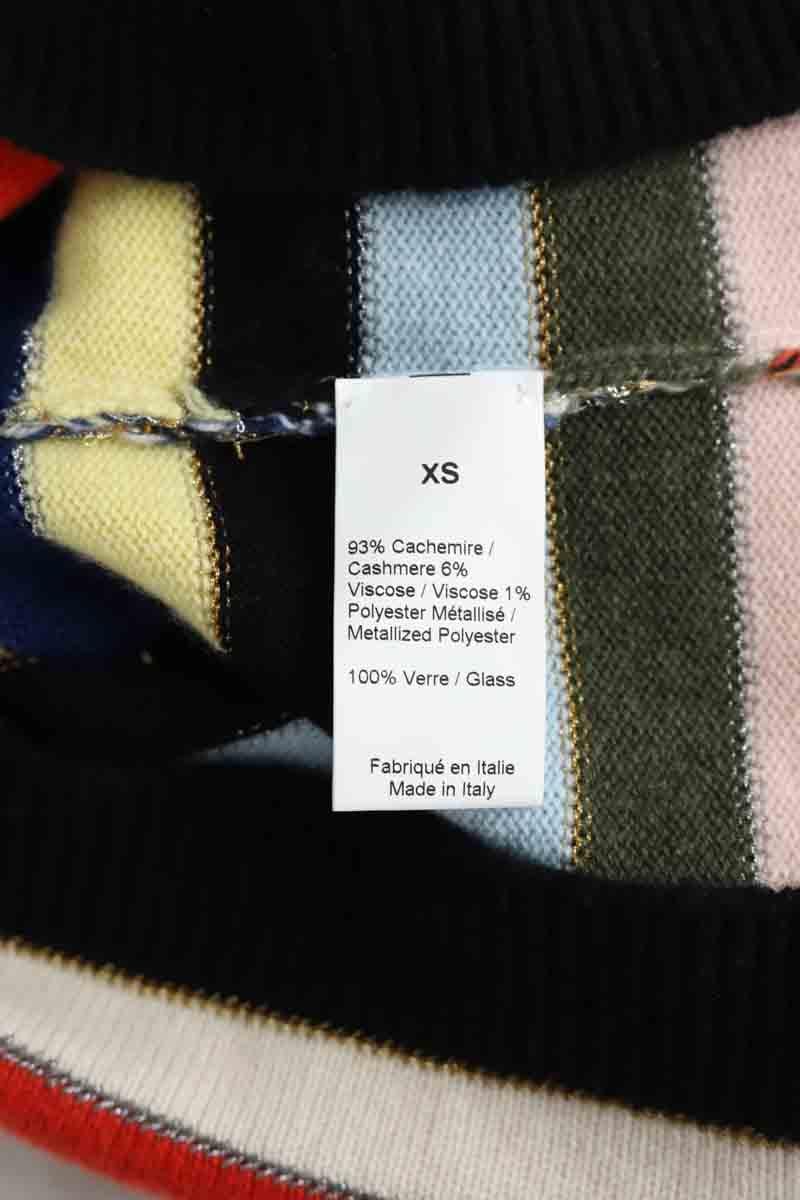 XS
93% Cachemire /
Cashmere 6%
Viscose / Viscose 1%
Polyester Métallisé /
Metallized Polyester
100% Verre / Glass
Fabriqué en Italie
Made in Italy